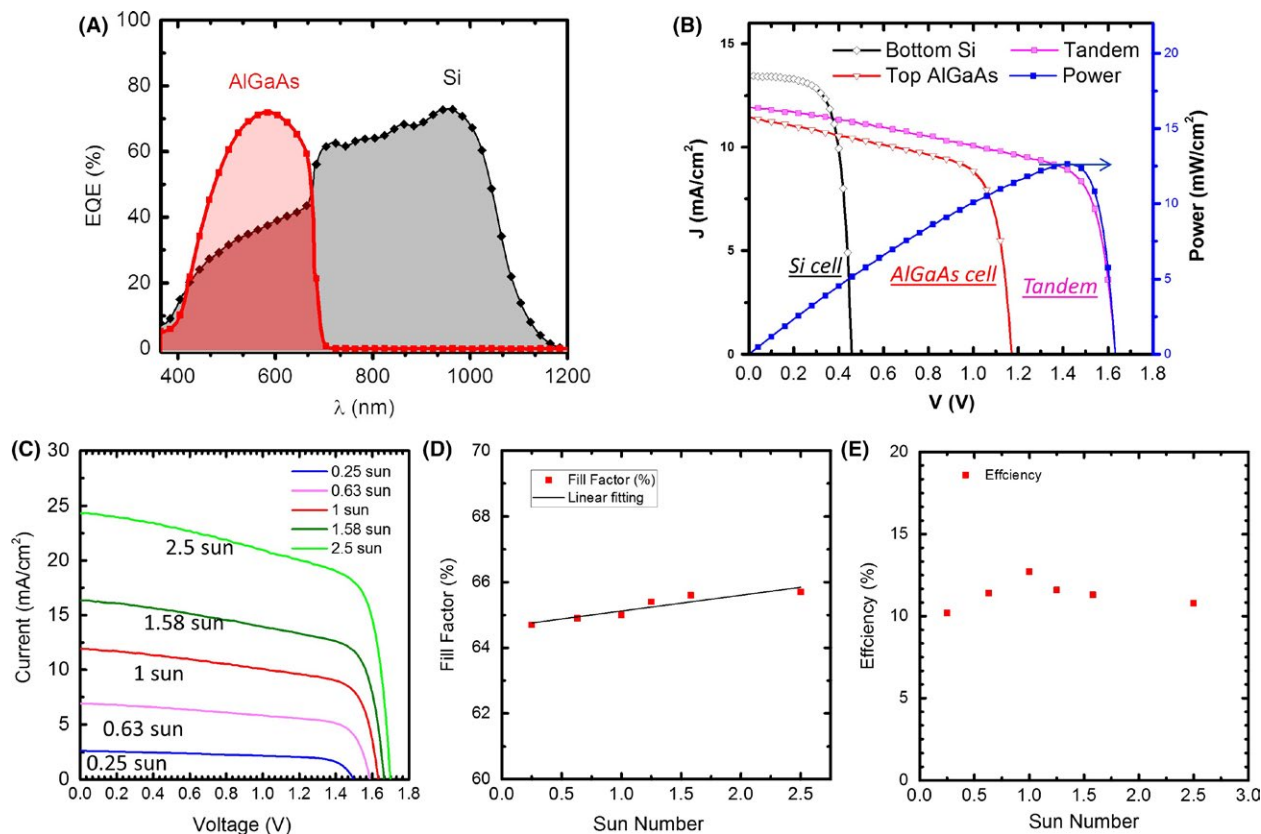 (A)
100
80
60
40
20
0
EQE (%)
AlGaAs
Si
400 600 800 1000 1200
λ (nm)
(B)
15
10
5
0
J (mA/cm²)
Bottom Si
Top AlGaAs
Tandem
Power
20
15
10
5
0
Power (mW/cm²)
Si cell
AlGaAs cell
Tandem
0.0 0.2 0.4 0.6 0.8 1.0 1.2 1.4 1.6 1.8
V (V)
(C)
30
25
20
15
10
5
0
Current (mA/cm²)
0.25 sun
0.63 sun
1 sun
1.58 sun
2.5 sun
2.5 sun
1.58 sun
1 sun
0.63 sun
0.25 sun
0.0 0.2 0.4 0.6 0.8 1.0 1.2 1.4 1.6 1.8
Voltage (V)
(D)
70
68
66
64
62
60
Fill Factor (%)
Fill Factor (%)
Linear fitting
0.0 0.5 1.0 1.5 2.0 2.5
Sun Number
(E)
20
15
10
5
0
Effciency (%)
Effciency
0.0 0.5 1.0 1.5 2.0 2.5 3.0
Sun Number